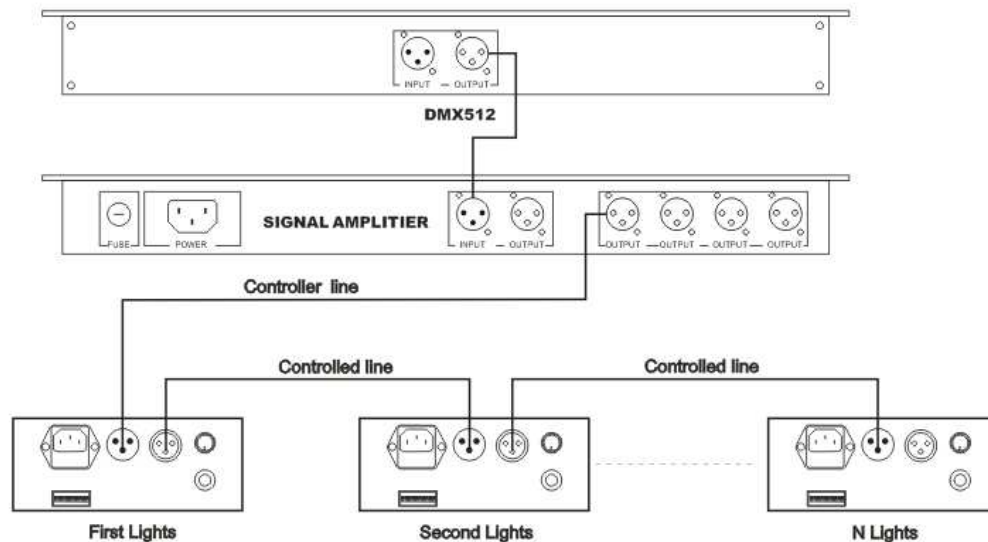 INPUT OUTPUT
DMX512
FUSE POWER SIGNAL AMPLITIER INPUT OUTPUT OUTPUT OUTPUT OUTPUT OUTPUT
Controller line
Controlled line Controlled line
First Lights Second Lights N Lights